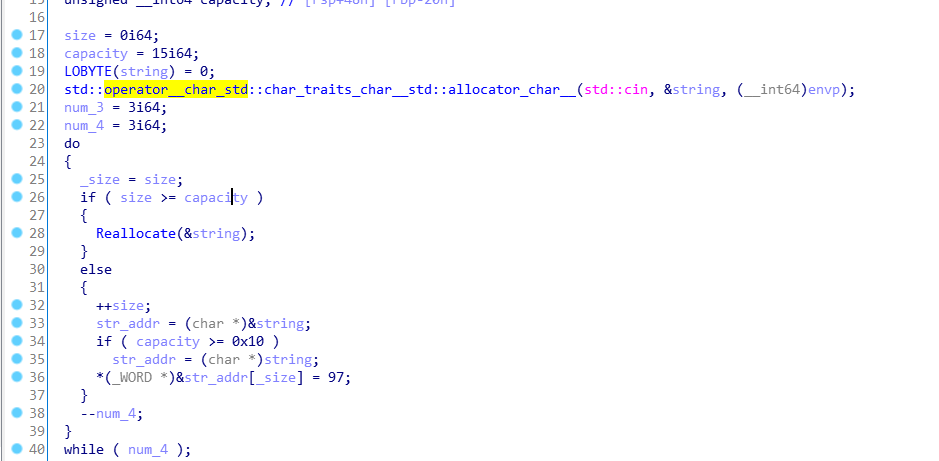 15 unsigned __int64 capacity; // [rsp+48h] [rbp-20h]
16
17 size = 0i64;
18 capacity = 15i64;
19 LOBYTE(string) = 0;
20 std::operator__char_std::char_traits_char__std::allocator_char__(std::cin, &string, (__int64)envp);
21 num_3 = 3i64;
22 num_4 = 3i64;
23 do
24 {
25 _size = size;
26 if ( size >= capacity )
27 {
28 Reallocate(&string);
29 }
30 else
31 {
32 ++size;
33 str_addr = (char *)&string;
34 if ( capacity >= 0x10 )
35 str_addr = (char *)string;
36 *(_WORD *)&str_addr[_size] = 97;
37 }
38 --num_4;
39 }
40 while ( num_4 );